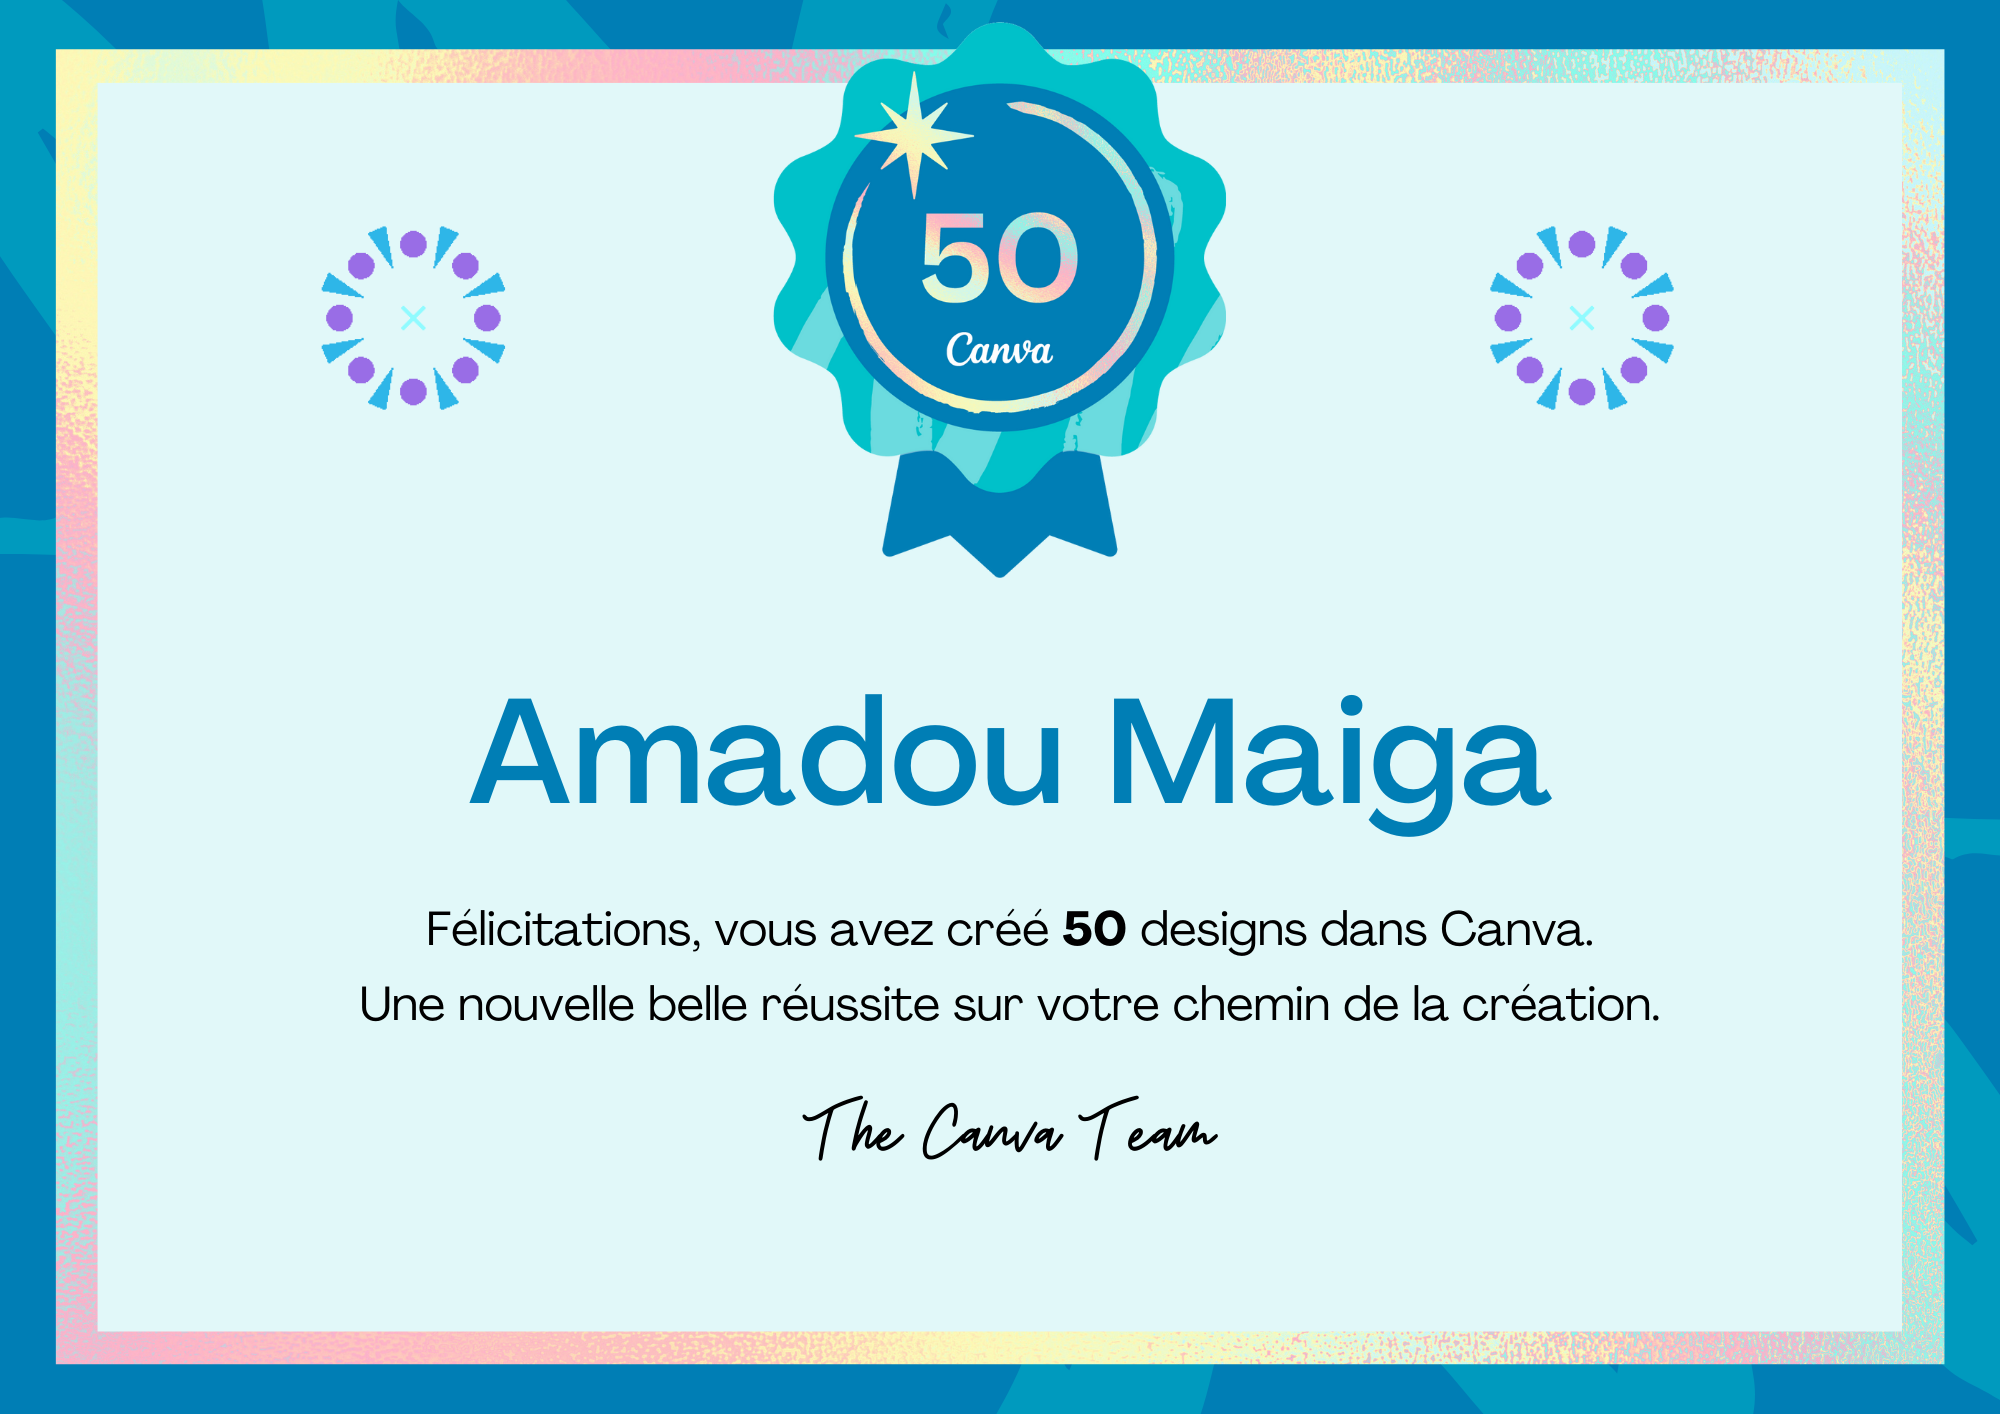 50
Canva
Amadou Maiga
Félicitations, vous avez créé 50 designs dans Canva.
Une nouvelle belle réussite sur votre chemin de la création.
The Canva Team